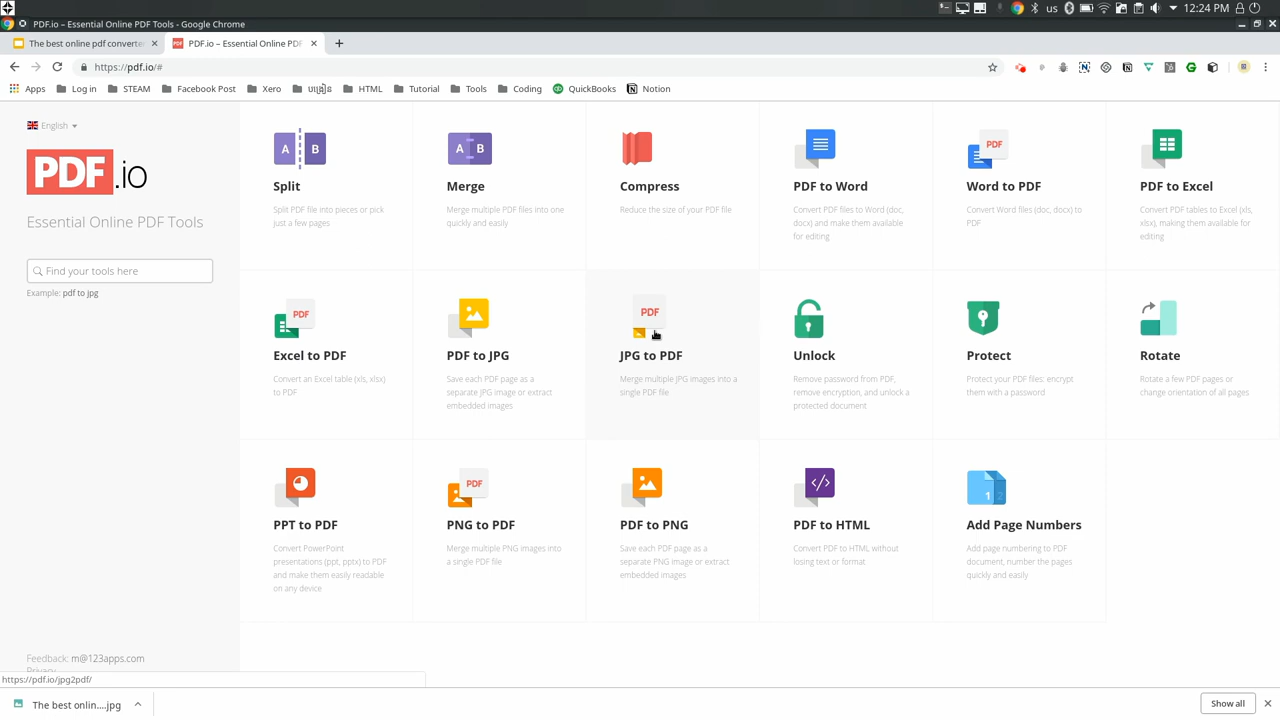 us
12:24 PM
PDF.io – Essential Online PDF Tools - Google Chrome
The best online pdf converte
PDF
PDF.io – Essential Online PDF
https://pdf.io/#
Apps
Log in
STEAM
Facebook Post
Xero
HTML
Tutorial
Tools
Coding
QuickBooks
Notion
English
PDF.io
Essential Online PDF Tools
Find your tools here
Example: pdf to jpg
A B
Split
Split PDF file into pieces or pick
just a few pages
A B
Merge
Merge multiple PDF files into one
quickly and easily
Compress
Reduce the size of your PDF file
PDF to Word
Convert PDF files to Word (doc,
docx) and make them available
for editing
PDF
Word to PDF
Convert Word files (doc, docx) to
PDF
PDF to Excel
Convert PDF tables to Excel (xls,
xlsx), making them available for
editing
PDF
Excel to PDF
Convert an Excel table (xls, xlsx)
to PDF
PDF to JPG
Save each PDF page as a
separate JPG image or extract
embedded images
PDF
JPG to PDF
Merge multiple JPG images into a
single PDF file
Unlock
Remove password from PDF,
remove encryption, and unlock a
protected document
Protect
Protect your PDF files: encrypt
them with a password
Rotate
Rotate a few PDF pages or
change orientation of all pages
PPT to PDF
Convert PowerPoint
presentations (ppt, pptx) to PDF
and make them easily readable
on any device
PDF
PNG to PDF
Merge multiple PNG images into
a single PDF file
PDF to PNG
Save each PDF page as a
separate PNG image or extract
embedded images
</>
PDF to HTML
Convert PDF to HTML without
losing text or format
1 2
Add Page Numbers
Add page numbering to PDF
document, number the pages
quickly and easily
Feedback: m@123apps.com
Privacy
https://pdf.io/jpg2pdf/
The best onlin....jpg
Show all